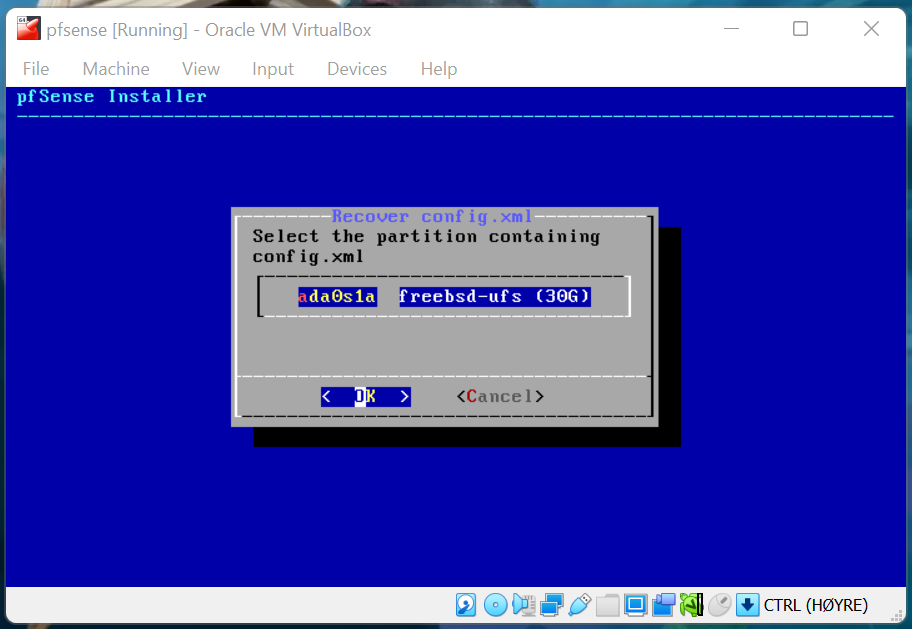 pfsense [Running] - Oracle VM VirtualBox
File Machine View Input Devices Help
pfSense Installer
Recover config.xml
Select the partition containing
config.xml
ada0s1a freebsd-ufs (30G)
< OK > <Cancel>
CTRL (HØYRE)